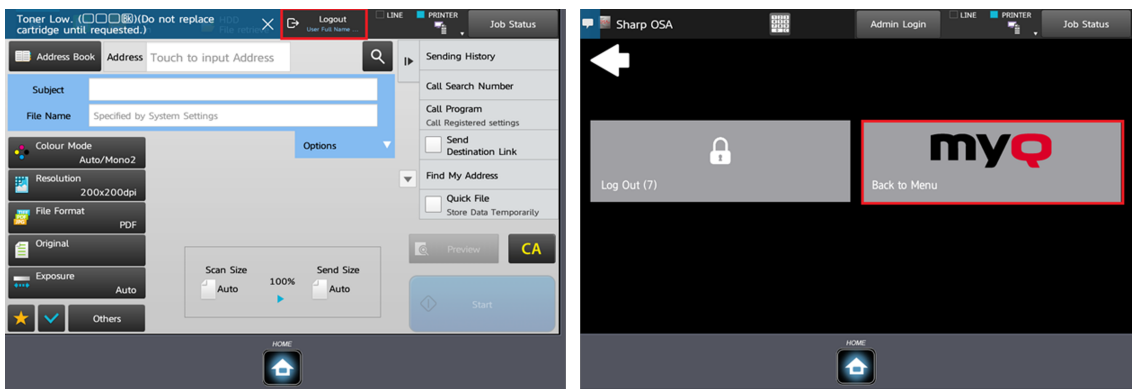 Toner Low. (Bk)(Do not replace
cartridge until requested.)
HDD
File retrie
Logout
User Full Name ...
LINE
PRINTER
Job Status
Address Book
Address
Touch to input Address
Subject
File Name
Specified by System Settings
Options
Colour Mode
Auto/Mono2
Resolution
200x200dpi
File Format
PDF
Original
Exposure
Auto
Others
Scan Size
Auto
100%
Send Size
Auto
Sending History
Call Search Number
Call Program
Call Registered settings
Send
Destination Link
Find My Address
Quick File
Store Data Temporarily
Preview
CA
Start
HOME
Sharp OSA
Admin Login
LINE
PRINTER
Job Status
Log Out (7)
myQ
Back to Menu
HOME